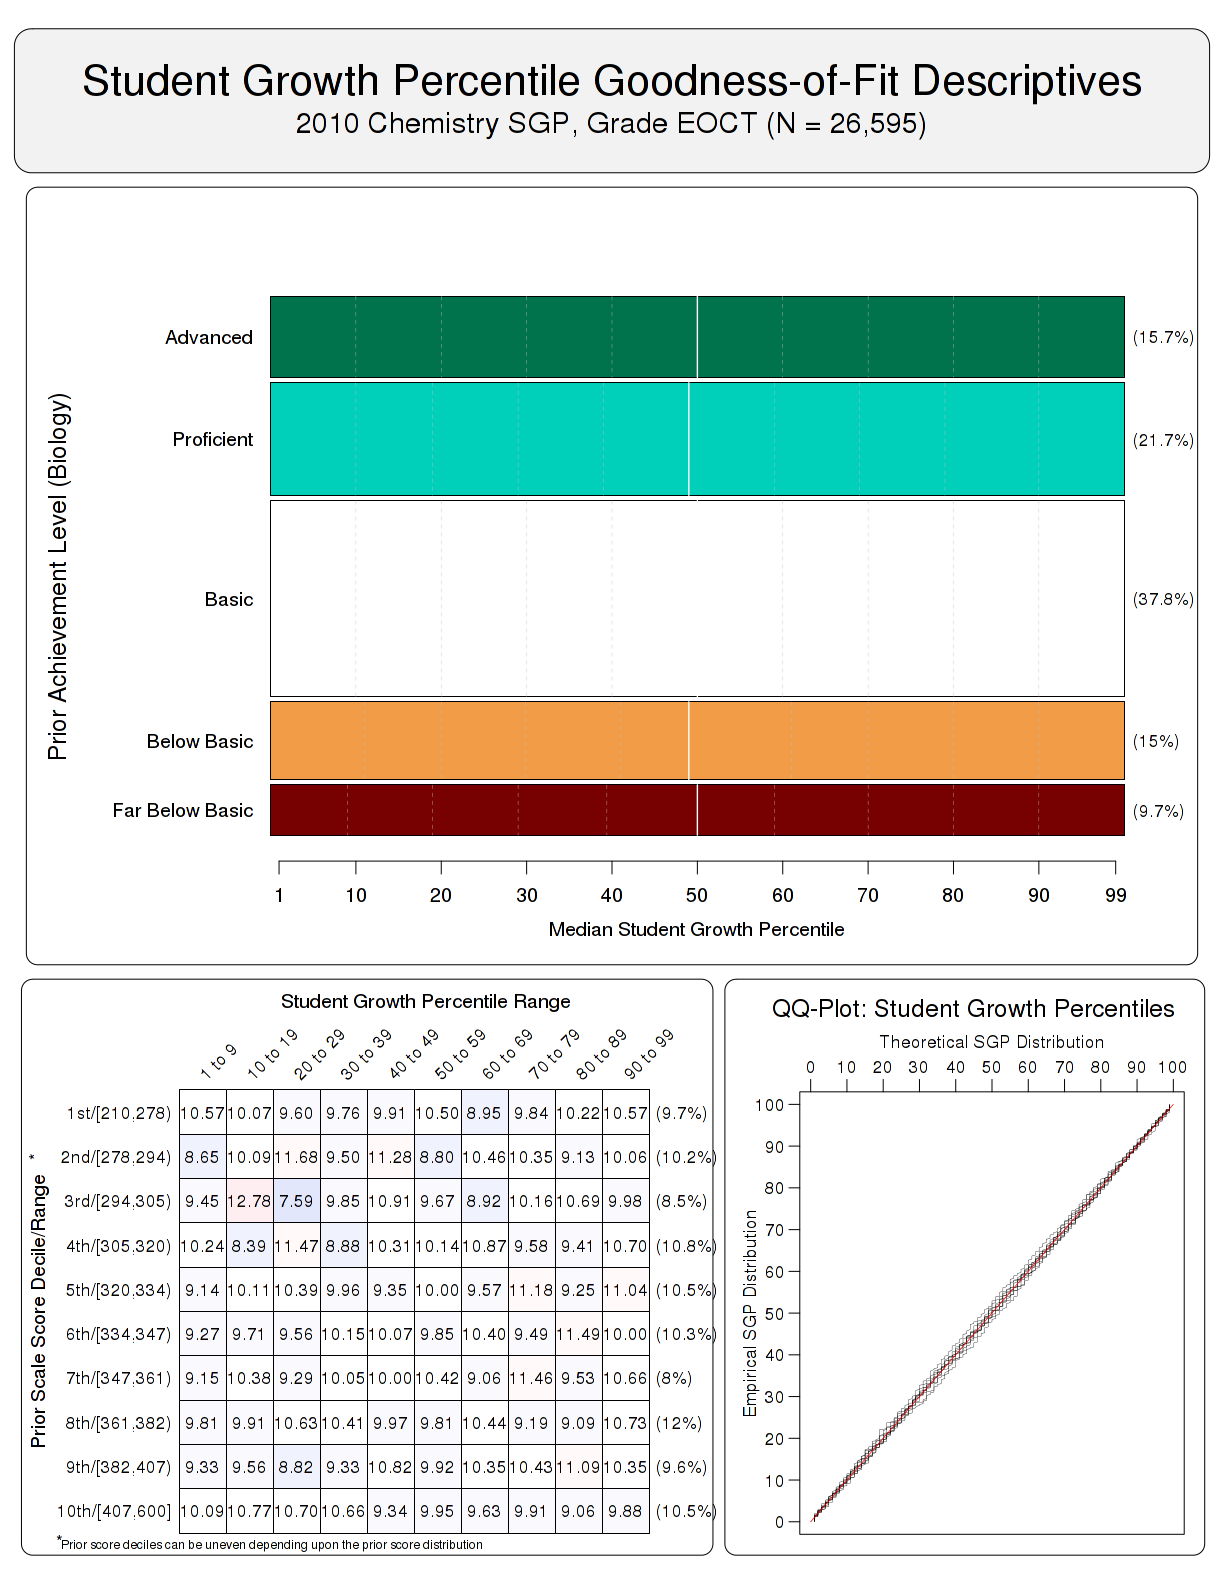 Student Growth Percentile Goodness-of-Fit Descriptives
2010 Chemistry SGP, Grade EOCT (N = 26,595)
Prior Achievement Level (Biology)
Advanced (15.7%)
Proficient (21.7%)
Basic (37.8%)
Below Basic (15%)
Far Below Basic (9.7%)
1 10 20 30 40 50 60 70 80 90 99
Median Student Growth Percentile
Student Growth Percentile Range
1 to 9 10 to 19 20 to 29 30 to 39 40 to 49 50 to 59 60 to 69 70 to 79 80 to 89 90 to 99
Prior Scale Score Decile/Range *
1st/[210,278) 10.57 10.07 9.60 9.76 9.91 10.50 8.95 9.84 10.22 10.57 (9.7%)
2nd/[278,294) 8.65 10.09 11.68 9.50 11.28 8.80 10.46 10.35 9.13 10.06 (10.2%)
3rd/[294,305) 9.45 12.78 7.59 9.85 10.91 9.67 8.92 10.16 10.69 9.98 (8.5%)
4th/[305,320) 10.24 8.39 11.47 8.88 10.31 10.14 10.87 9.58 9.41 10.70 (10.8%)
5th/[320,334) 9.14 10.11 10.39 9.96 9.35 10.00 9.57 11.18 9.25 11.04 (10.5%)
6th/[334,347) 9.27 9.71 9.56 10.15 10.07 9.85 10.40 9.49 11.49 10.00 (10.3%)
7th/[347,361) 9.15 10.38 9.29 10.05 10.00 10.42 9.06 11.46 9.53 10.66 (8%)
8th/[361,382) 9.81 9.91 10.63 10.41 9.97 9.81 10.44 9.19 9.09 10.73 (12%)
9th/[382,407) 9.33 9.56 8.82 9.33 10.82 9.92 10.35 10.43 11.09 10.35 (9.6%)
10th/[407,600] 10.09 10.77 10.70 10.66 9.34 9.95 9.63 9.91 9.06 9.88 (10.5%)
*Prior score deciles can be uneven depending upon the prior score distribution
QQ-Plot: Student Growth Percentiles
Theoretical SGP Distribution
0 10 20 30 40 50 60 70 80 90 100
Empirical SGP Distribution
100
90
80
70
60
50
40
30
20
10
0